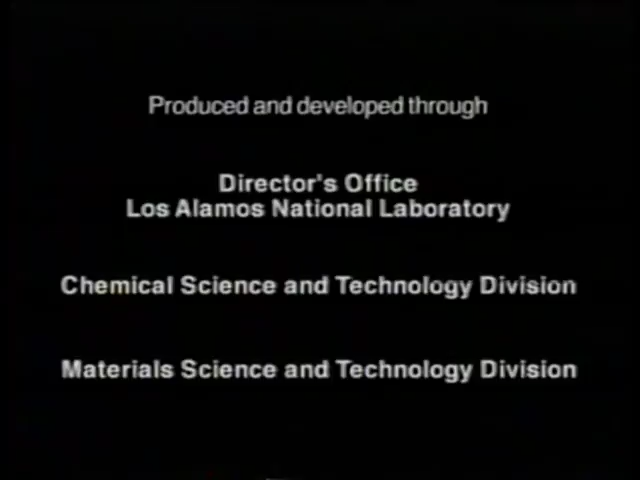 Produced and developed through
Director's Office
Los Alamos National Laboratory
Chemical Science and Technology Division
Materials Science and Technology Division